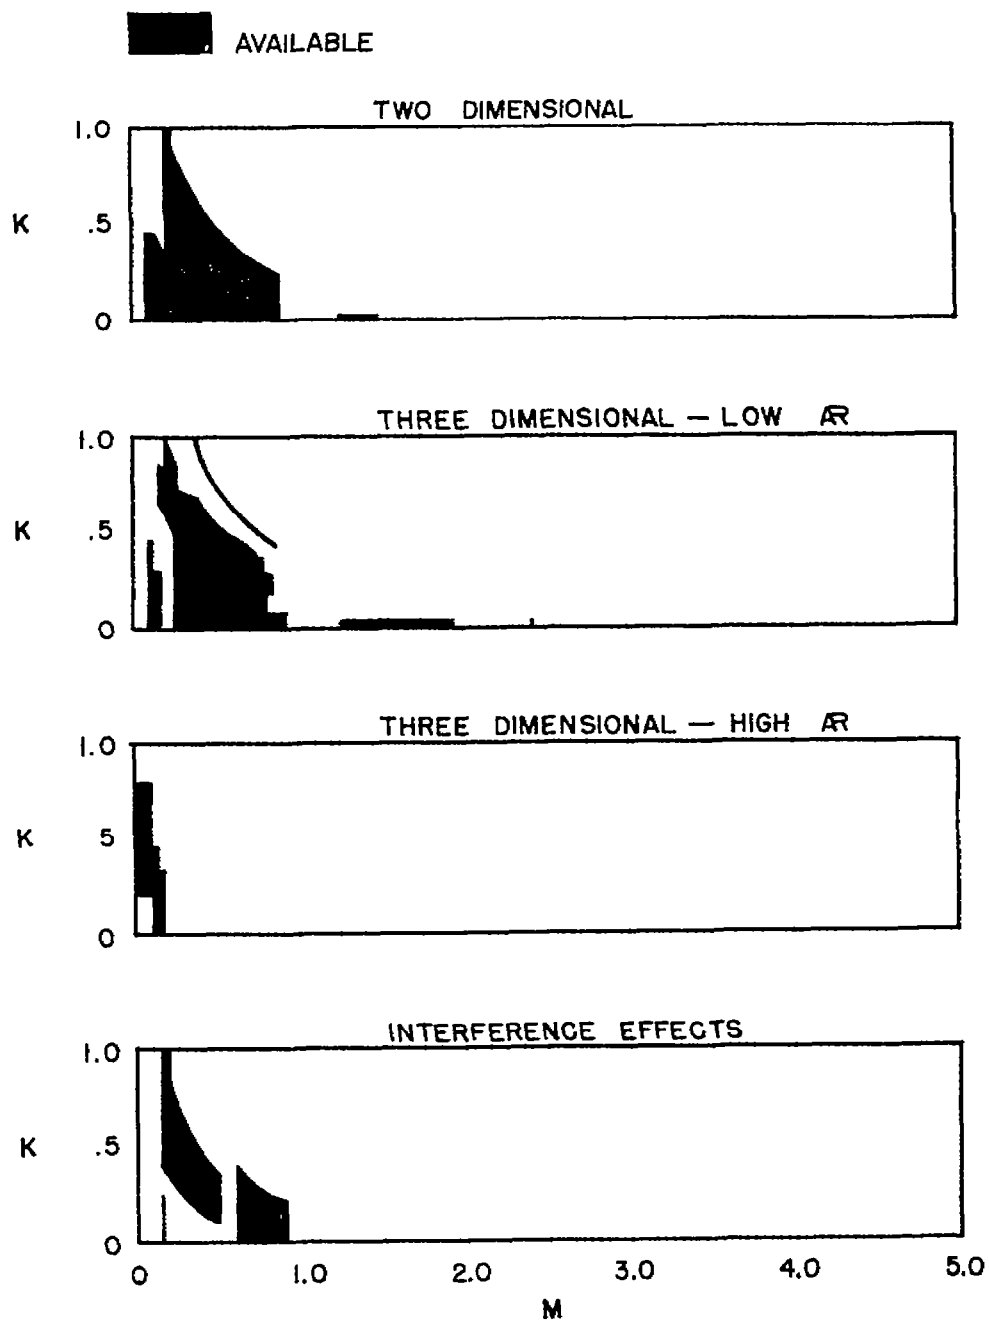 AVAILABLE
TWO DIMENSIONAL
1.0
K .5
0
THREE DIMENSIONAL — LOW AR
1.0
K .5
0
THREE DIMENSIONAL — HIGH AR
1.0
K 5
0
INTERFERENCE EFFECTS
1.0
K .5
0
0 1.0 2.0 3.0 4.0 5.0
M